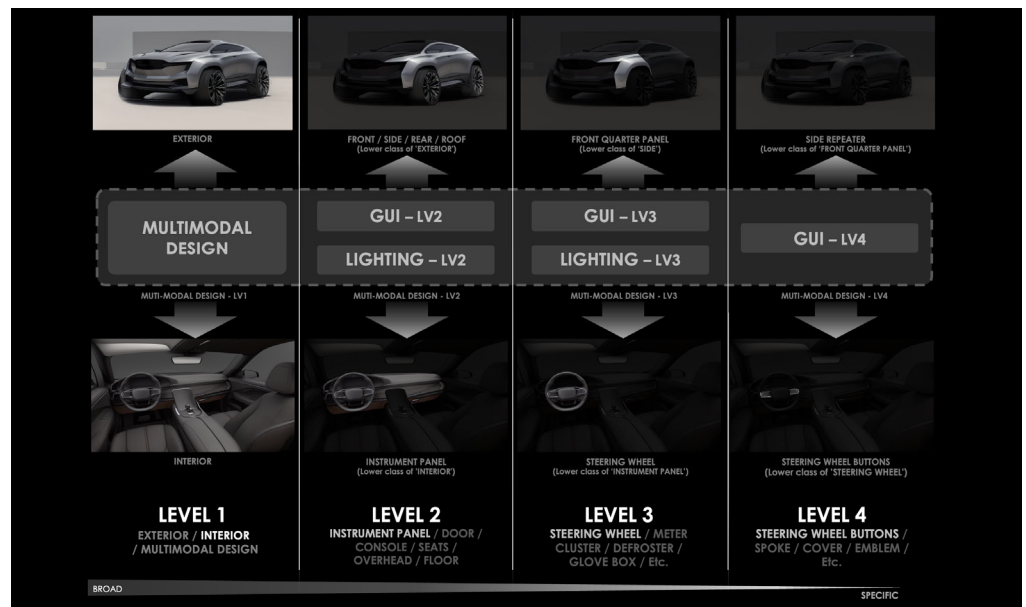 EXTERIOR
FRONT / SIDE / REAR / ROOF
(Lower class of 'EXTERIOR')
FRONT QUARTER PANEL
(Lower class of 'SIDE')
SIDE REPEATER
(Lower class of 'FRONT QUARTER PANEL')
MULTIMODAL
DESIGN
GUI – LV2
LIGHTING – LV2
GUI – LV3
LIGHTING – LV3
GUI – LV4
MUTI-MODAL DESIGN - LV1
MUTI-MODAL DESIGN - LV2
MUTI-MODAL DESIGN - LV3
MUTI-MODAL DESIGN - LV4
INTERIOR
INSTRUMENT PANEL
(Lower class of 'INTERIOR')
STEERING WHEEL
(Lower class of 'INSTRUMENT PANEL')
STEERING WHEEL BUTTONS
(Lower class of 'STEERING WHEEL')
LEVEL 1
EXTERIOR / INTERIOR
/ MULTIMODAL DESIGN
LEVEL 2
INSTRUMENT PANEL / DOOR /
CONSOLE / SEATS /
OVERHEAD / FLOOR
LEVEL 3
STEERING WHEEL / METER
CLUSTER / DEFROSTER /
GLOVE BOX / Etc.
LEVEL 4
STEERING WHEEL BUTTONS /
SPOKE / COVER / EMBLEM /
Etc.
BROAD
SPECIFIC